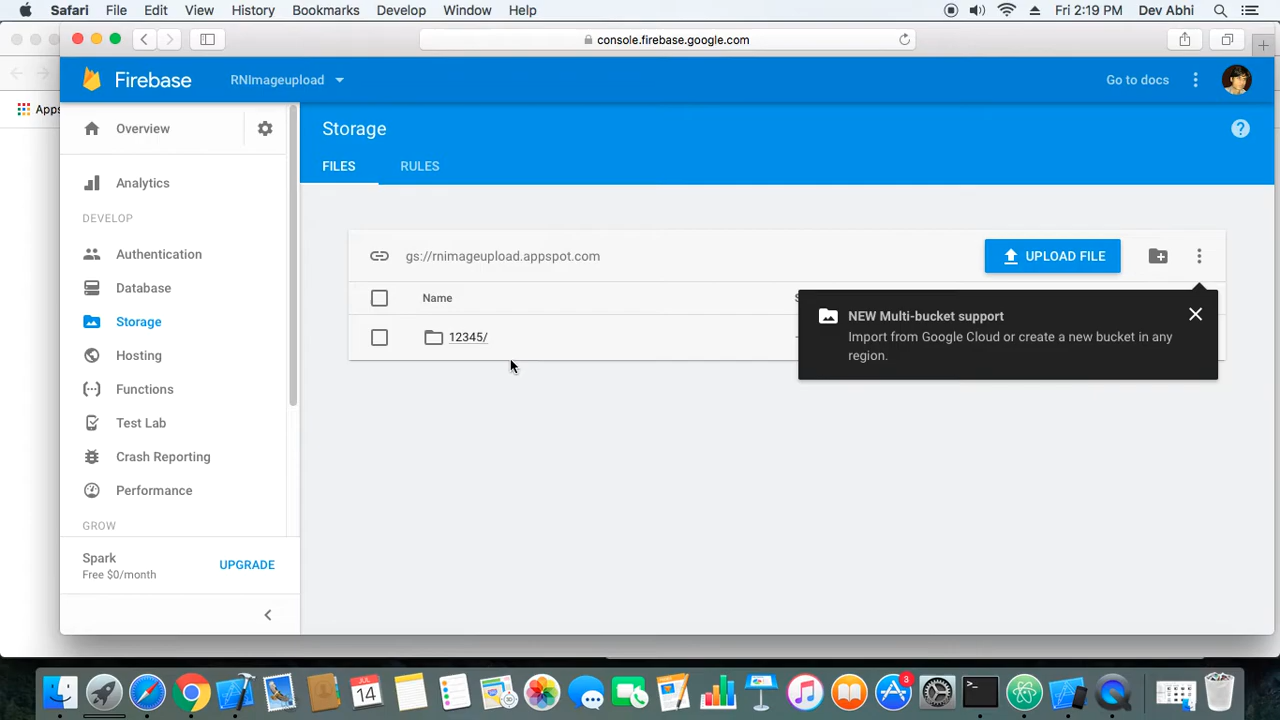 Safari File Edit View History Bookmarks Develop Window Help Fri 2:19 PM Dev Abhi
console.firebase.google.com
Apps
Firebase RNImageupload Go to docs
Overview
Storage
FILES RULES
Analytics
DEVELOP
Authentication
Database
Storage
Hosting
Functions
Test Lab
Crash Reporting
Performance
GROW
Spark
Free $0/month
UPGRADE
gs://rnimageupload.appspot.com UPLOAD FILE
Name
12345/
NEW Multi-bucket support
Import from Google Cloud or create a new bucket in any
region.
JUL
14
3